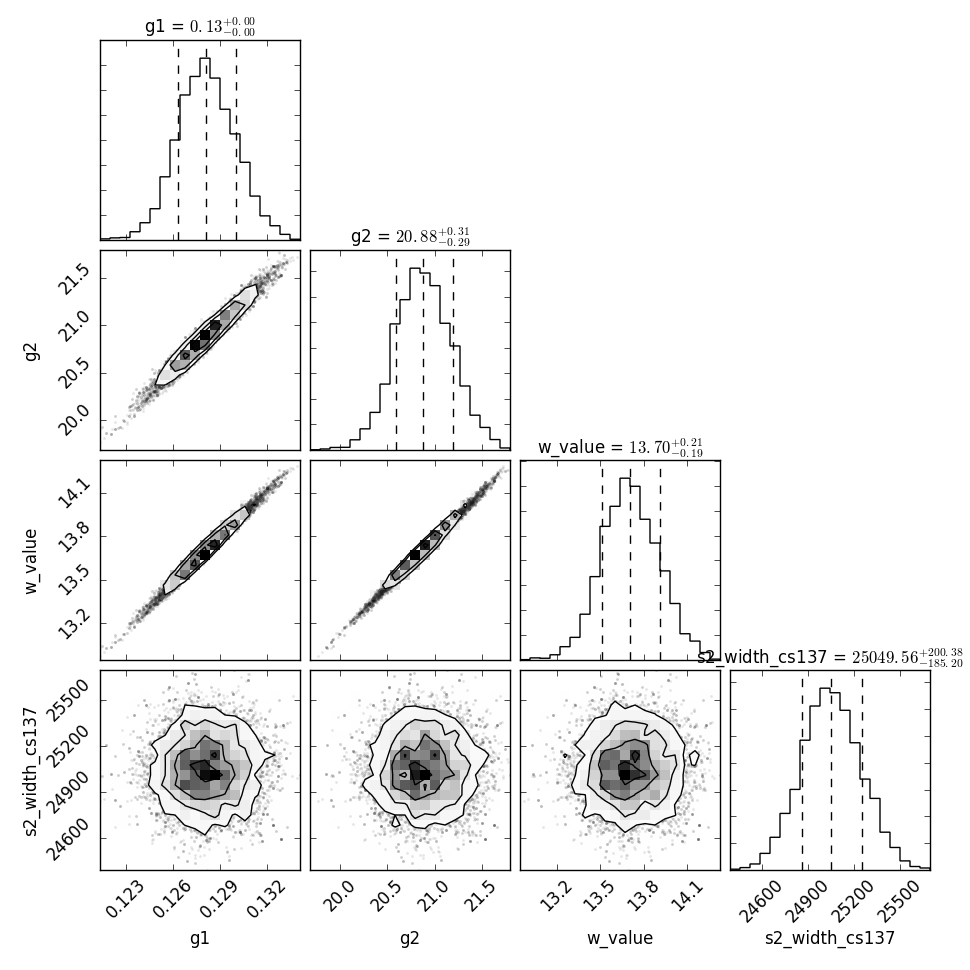 g1 = 0.13+0.00−0.00
g2 = 20.88+0.31−0.29
21.5
21.0
20.5
20.0
g2
w_value = 13.70+0.21−0.19
14.1
13.8
13.5
13.2
w_value
s2_width_cs137 = 25049.56+200.38−185.20
25500
25200
24900
24600
s2_width_cs137
0.123 0.126 0.129 0.132
g1
20.0 20.5 21.0 21.5
g2
13.2 13.5 13.8 14.1
w_value
24600 24900 25200 25500
s2_width_cs137